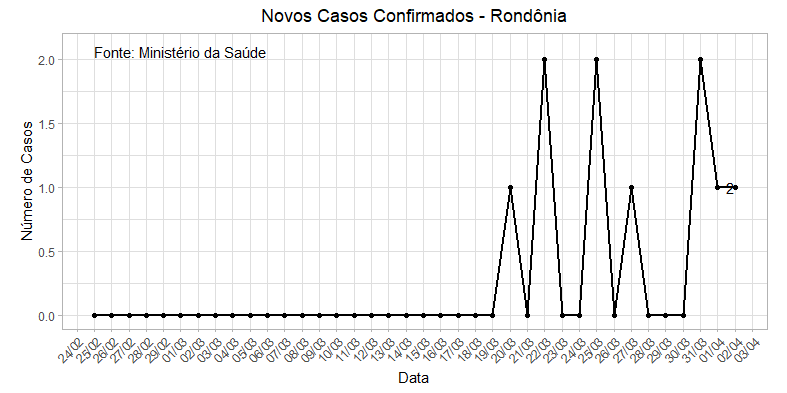 Novos Casos Confirmados - Rondônia
Fonte: Ministério da Saúde
Número de Casos
2.0
1.5
1.0
0.5
0.0
2
24/02 25/02 26/02 27/02 28/02 29/02 01/03 02/03 03/03 04/03 05/03 06/03 07/03 08/03 09/03 10/03 11/03 12/03 13/03 14/03 15/03 16/03 17/03 18/03 19/03 20/03 21/03 22/03 23/03 24/03 25/03 26/03 27/03 28/03 29/03 30/03 31/03 01/04 02/04 03/04
Data